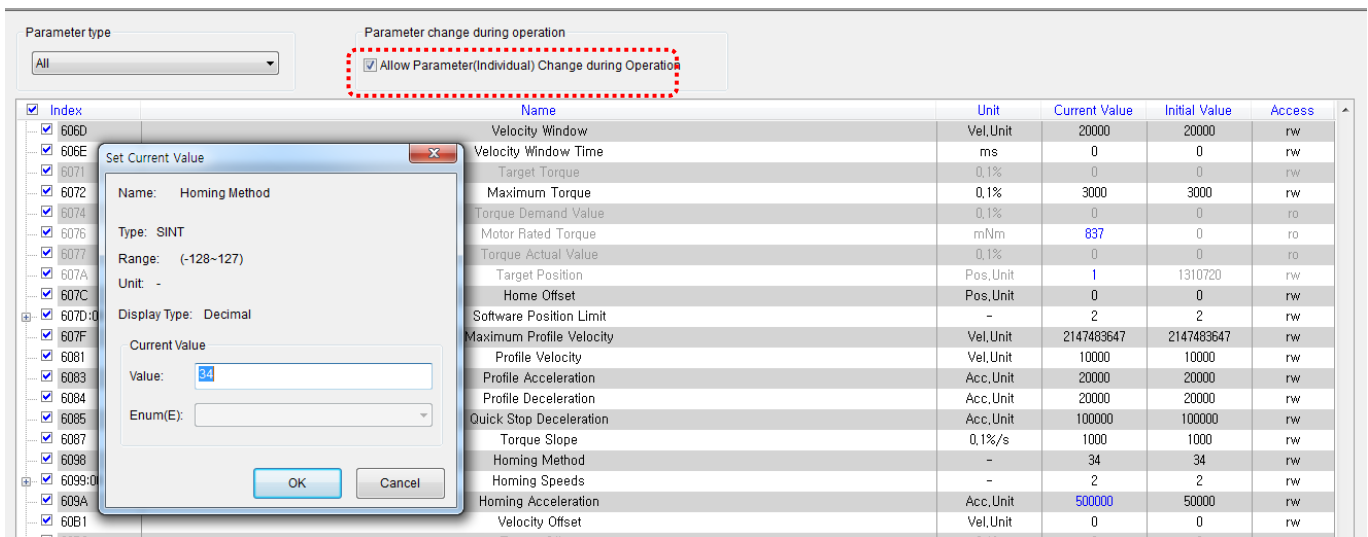 Parameter type
Parameter change during operation
All
Allow Parameter(Individual) Change during Operation
Index Name Unit Current Value Initial Value Access
606D Velocity Window Vel,Unit 20000 20000 rw
606E Velocity Window Time ms 0 0 rw
6071 Target Torque 0,1% 0 0 rw
6072 Maximum Torque 0,1% 3000 3000 rw
6074 Torque Demand Value 0,1% 0 0 ro
6076 Motor Rated Torque mNm 837 0 ro
6077 Torque Actual Value 0,1% 0 0 ro
607A Target Position Pos,Unit 1 1310720 rw
607C Home Offset Pos,Unit 0 0 rw
607D:0 Software Position Limit - 2 2 rw
607F Maximum Profile Velocity Vel,Unit 2147483647 2147483647 rw
6081 Profile Velocity Vel,Unit 10000 10000 rw
6083 Profile Acceleration Acc,Unit 20000 20000 rw
6084 Profile Deceleration Acc,Unit 20000 20000 rw
6085 Quick Stop Deceleration Acc,Unit 100000 100000 rw
6087 Torque Slope 0,1%/s 1000 1000 rw
6098 Homing Method - 34 34 rw
6099:0 Homing Speeds - 2 2 rw
609A Homing Acceleration Acc,Unit 500000 50000 rw
60B1 Velocity Offset Vel,Unit 0 0 rw
Set Current Value
Name: Homing Method
Type: SINT
Range: (-128~127)
Unit: -
Display Type: Decimal
Current Value
Value: 34
Enum(E):
OK Cancel